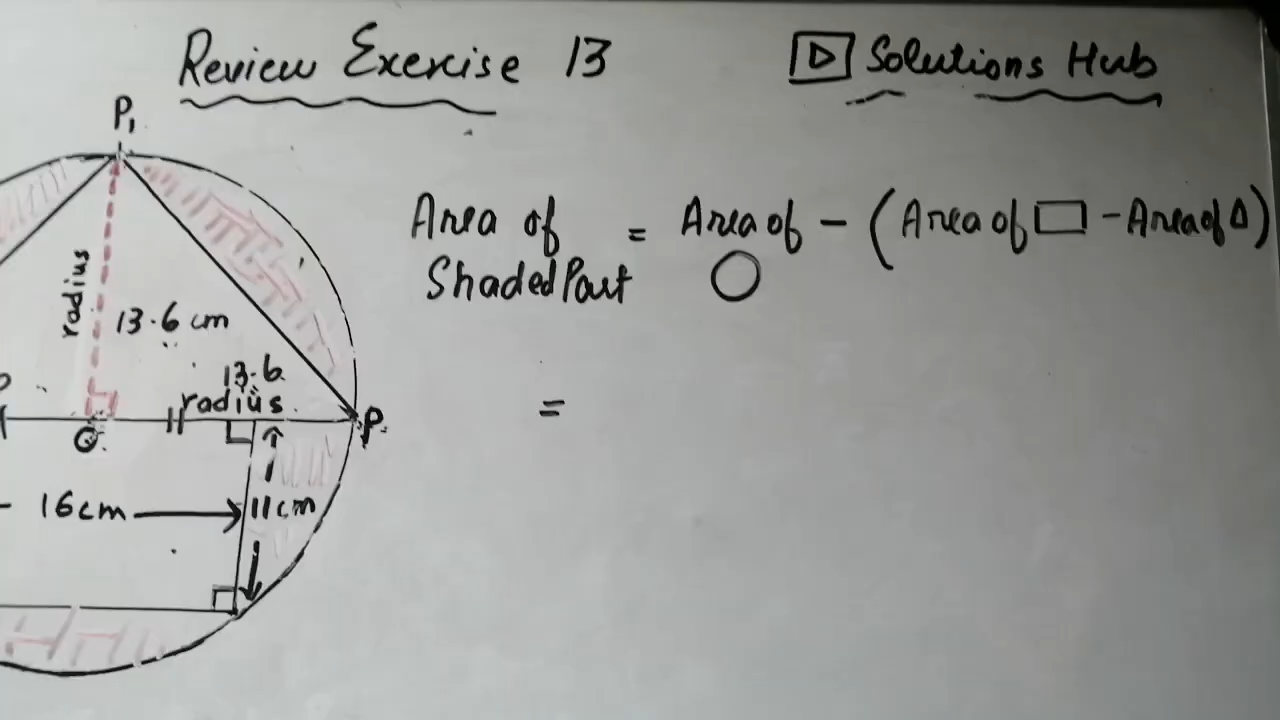 Review Exercise 13
Solutions Hub
P₁
Area of = Area of - (Area of □ - Area of Δ)
Shaded Part ○
radius
13.6 cm
13.6
radius
=
O
P
- 16cm
11cm